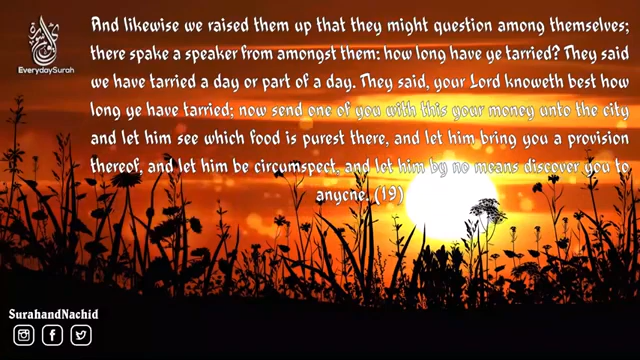 And likewise we raised them up that they might question among themselves;
there spake a speaker from amongst them: how long have ye tarried? They said
we have tarried a day or part of a day. They said, your Lord knoweth best how
long ye have tarried; now send one of you with this your money unto the city
and let him see which food is purest there, and let him bring you a provision
thereof, and let him be circumspect, and let him by no means discover you to
anyone. (19)
EverydaySurah
SurahandNachid